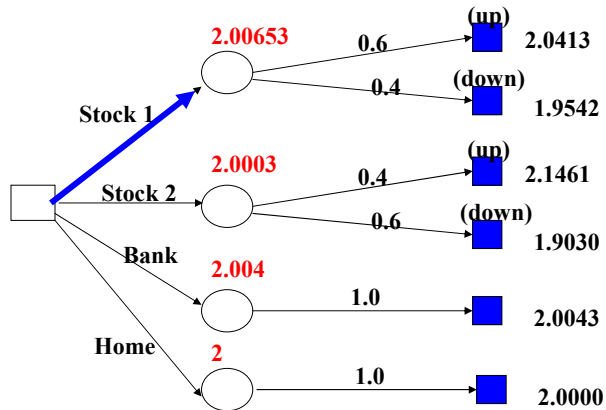 2.00653
(up)
0.6
2.0413
Stock 1
0.4
(down)
1.9542
2.0003
(up)
0.4
2.1461
Stock 2
0.6
(down)
1.9030
Bank
2.004
1.0
2.0043
Home
2
1.0
2.0000